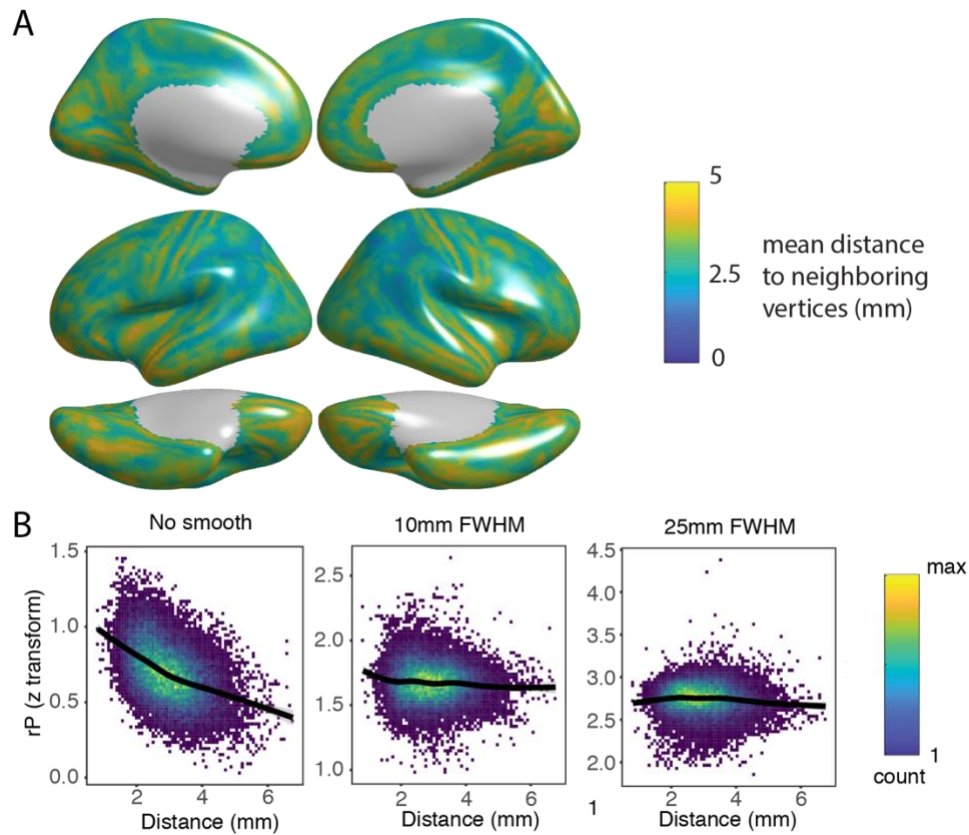 A
5
2.5
0
mean distance
to neighboring
vertices (mm)
B
No smooth
10mm FWHM
25mm FWHM
rP (z transform)
1.5
1.0
0.5
0.0
2 4 6
Distance (mm)
2.5
2.0
1.5
1.0
2 4 6
Distance (mm)
4.5
4.0
3.5
3.0
2.5
2.0
2 4 6
Distance (mm)
1
max
1
count